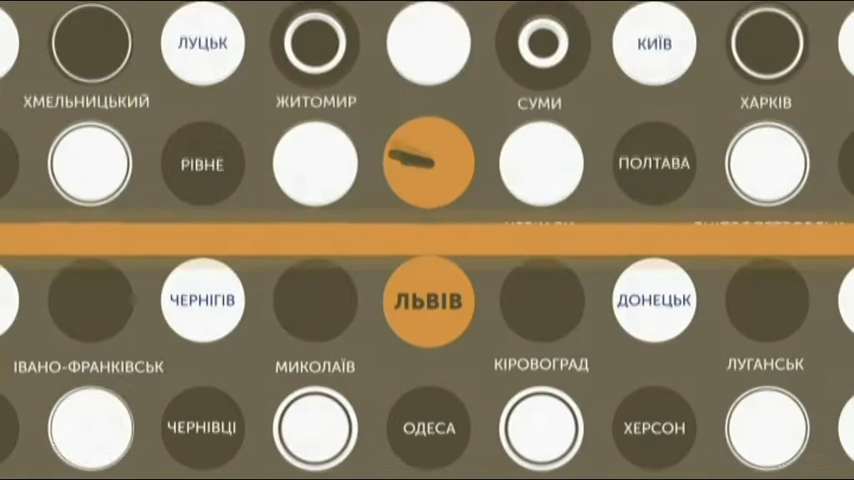 ЛУЦЬК
КИЇВ
ХМЕЛЬНИЦЬКИЙ
ЖИТОМИР
СУМИ
ХАРКІВ
РІВНЕ
ПОЛТАВА
ЧЕРНІГІВ
ЛЬВІВ
ДОНЕЦЬК
ІВАНО-ФРАНКІВСЬК
МИКОЛАЇВ
КІРОВОГРАД
ЛУГАНСЬК
ЧЕРНІВЦІ
ОДЕСА
ХЕРСОН